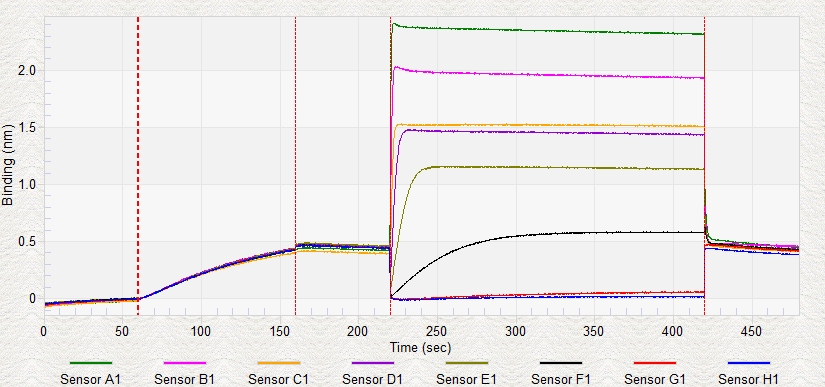 Binding (nm)
2.0
1.5
1.0
0.5
0
0 50 100 150 200 250 300 350 400 450
Time (sec)
Sensor A1 Sensor B1 Sensor C1 Sensor D1 Sensor E1 Sensor F1 Sensor G1 Sensor H1